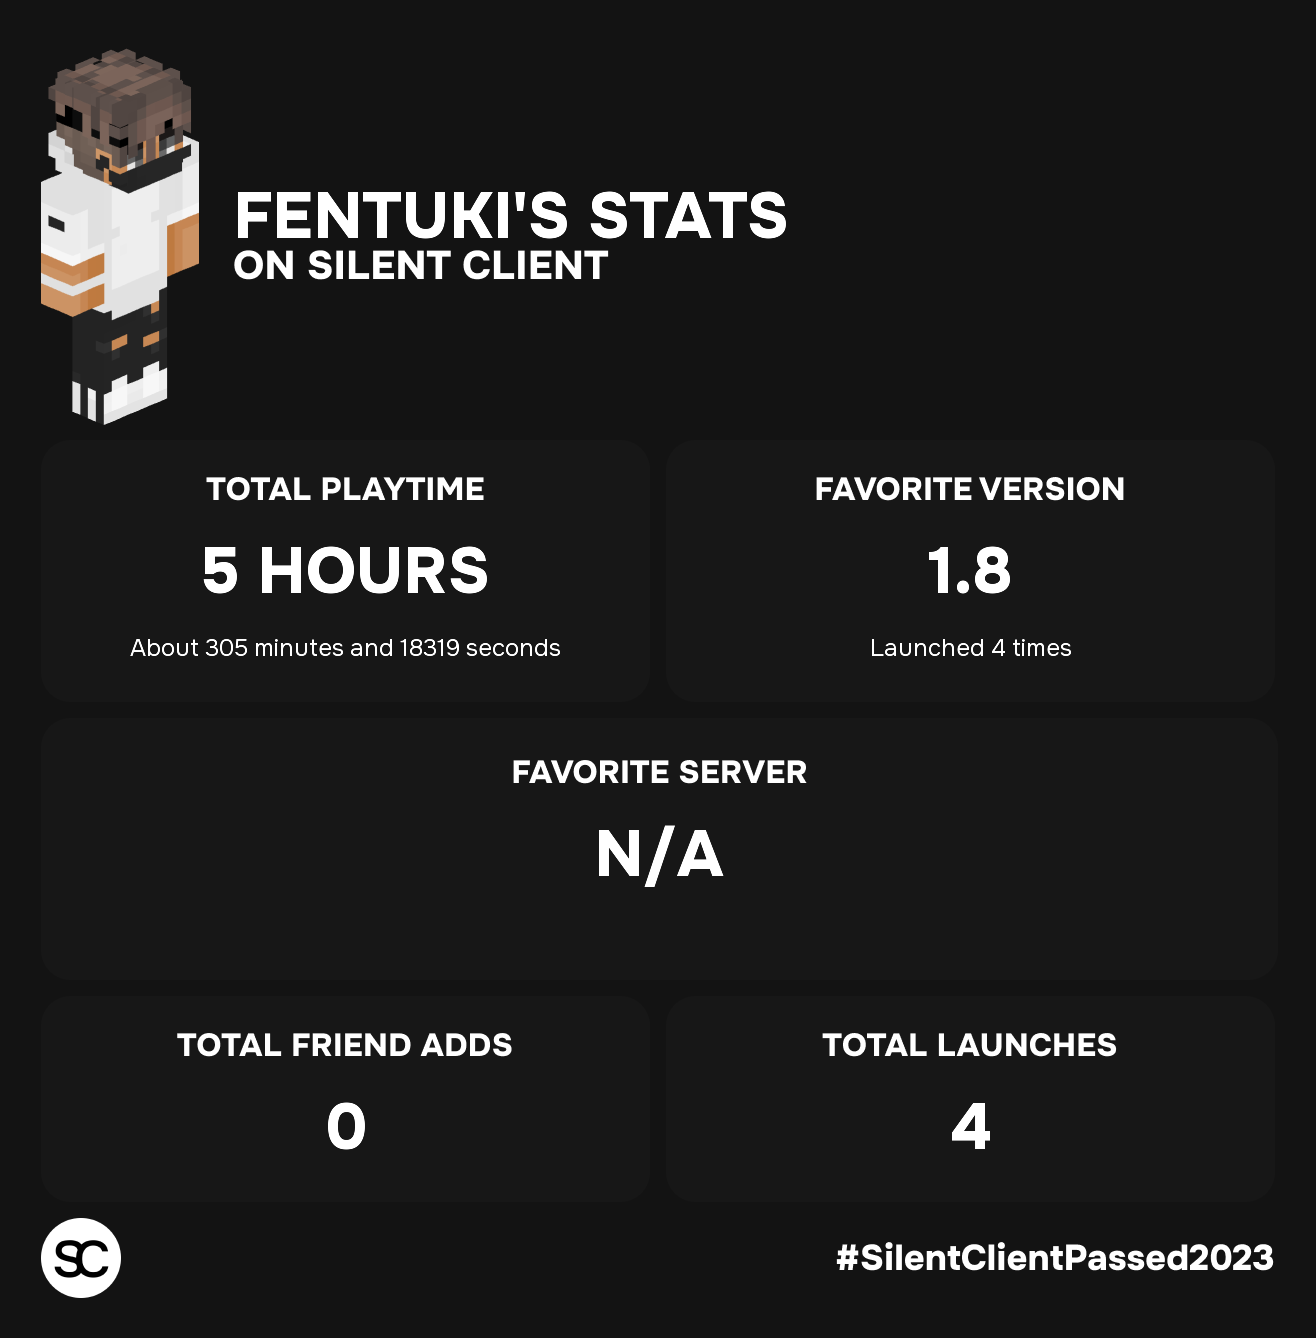 FENTUKI'S STATS
ON SILENT CLIENT
TOTAL PLAYTIME
5 HOURS
About 305 minutes and 18319 seconds
FAVORITE VERSION
1.8
Launched 4 times
FAVORITE SERVER
N/A
TOTAL FRIEND ADDS
0
TOTAL LAUNCHES
4
SC
#SilentClientPassed2023